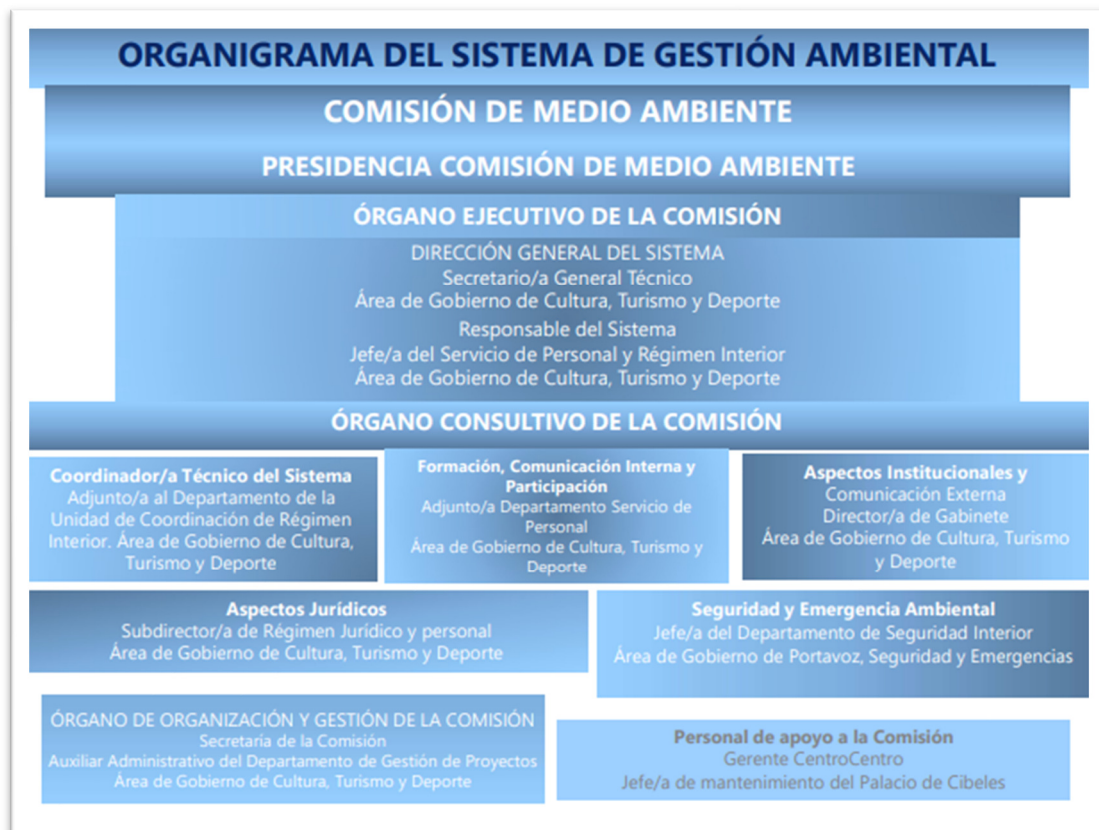 ORGANIGRAMA DEL SISTEMA DE GESTIÓN AMBIENTAL
COMISIÓN DE MEDIO AMBIENTE
PRESIDENCIA COMISIÓN DE MEDIO AMBIENTE
ÓRGANO EJECUTIVO DE LA COMISIÓN
DIRECCIÓN GENERAL DEL SISTEMA
Secretario/a General Técnico
Área de Gobierno de Cultura, Turismo y Deporte
Responsable del Sistema
Jefe/a del Servicio de Personal y Régimen Interior
Área de Gobierno de Cultura, Turismo y Deporte
ÓRGANO CONSULTIVO DE LA COMISIÓN
Coordinador/a Técnico del Sistema
Adjunto/a al Departamento de la
Unidad de Coordinación de Régimen
Interior. Área de Gobierno de Cultura,
Turismo y Deporte
Formación, Comunicación Interna y
Participación
Adjunto/a Departamento Servicio de
Personal
Área de Gobierno de Cultura, Turismo y
Deporte
Aspectos Institucionales y
Comunicación Externa
Director/a de Gabinete
Área de Gobierno de Cultura, Turismo
y Deporte
Aspectos Jurídicos
Subdirector/a de Régimen Jurídico y personal
Área de Gobierno de Cultura, Turismo y Deporte
Seguridad y Emergencia Ambiental
Jefe/a del Departamento de Seguridad Interior
Área de Gobierno de Portavoz, Seguridad y Emergencias
ÓRGANO DE ORGANIZACIÓN Y GESTIÓN DE LA COMISIÓN
Secretaría de la Comisión
Auxiliar Administrativo del Departamento de Gestión de Proyectos
Área de Gobierno de Cultura, Turismo y Deporte
Personal de apoyo a la Comisión
Gerente CentroCentro
Jefe/a de mantenimiento del Palacio de Cibeles